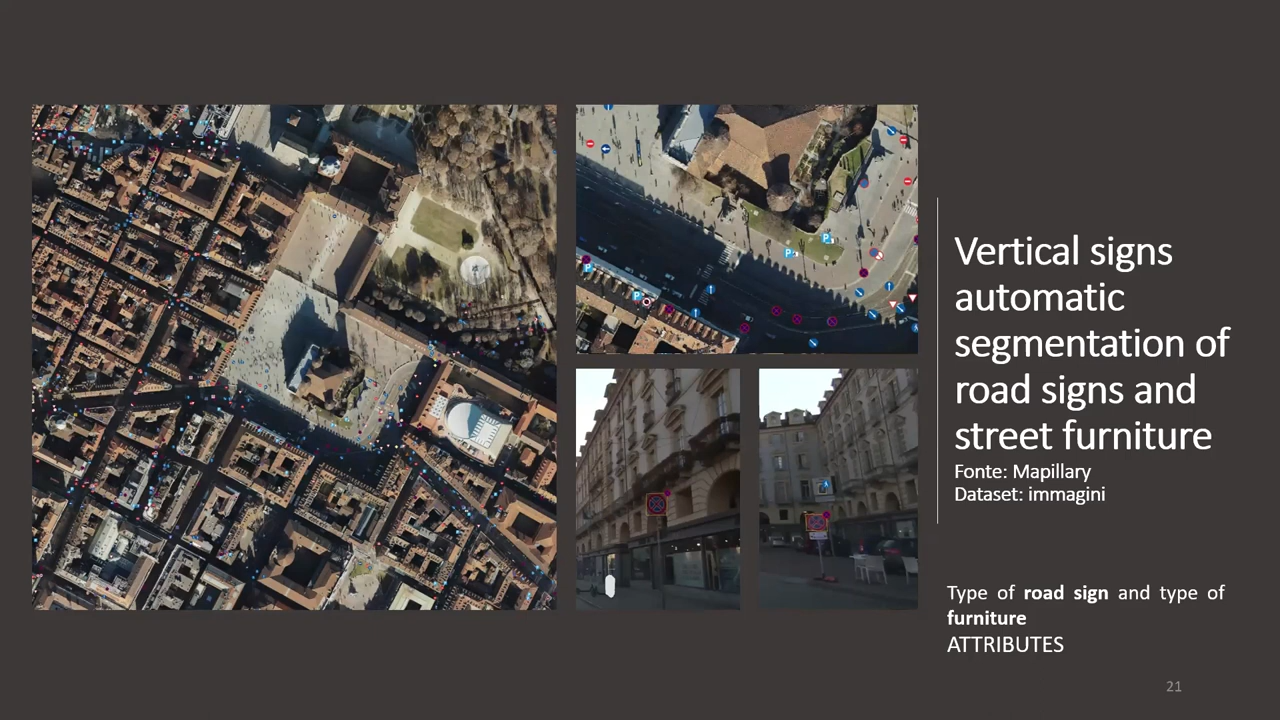 Vertical signs
automatic
segmentation of
road signs and
street furniture
Fonte: Mapillary
Dataset: immagini
Type of road sign and type of
furniture
ATTRIBUTES
21